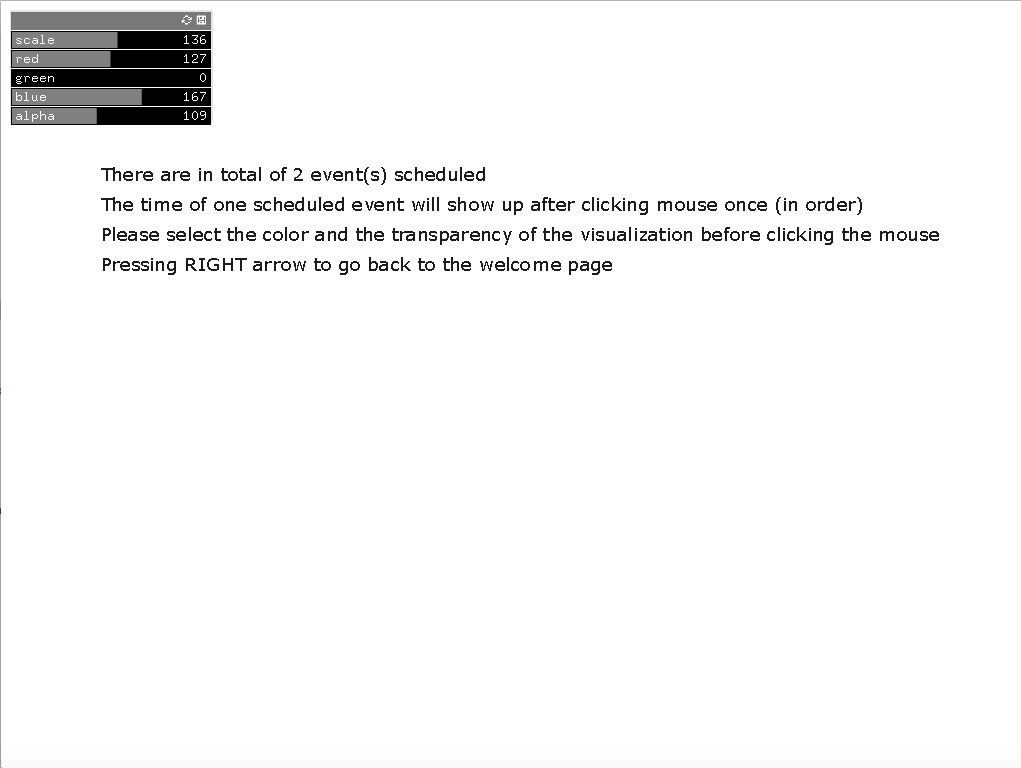 scale 136
red 127
green 0
blue 167
alpha 109
There are in total of 2 event(s) scheduled
The time of one scheduled event will show up after clicking mouse once (in order)
Please select the color and the transparency of the visualization before clicking the mouse
Pressing RIGHT arrow to go back to the welcome page